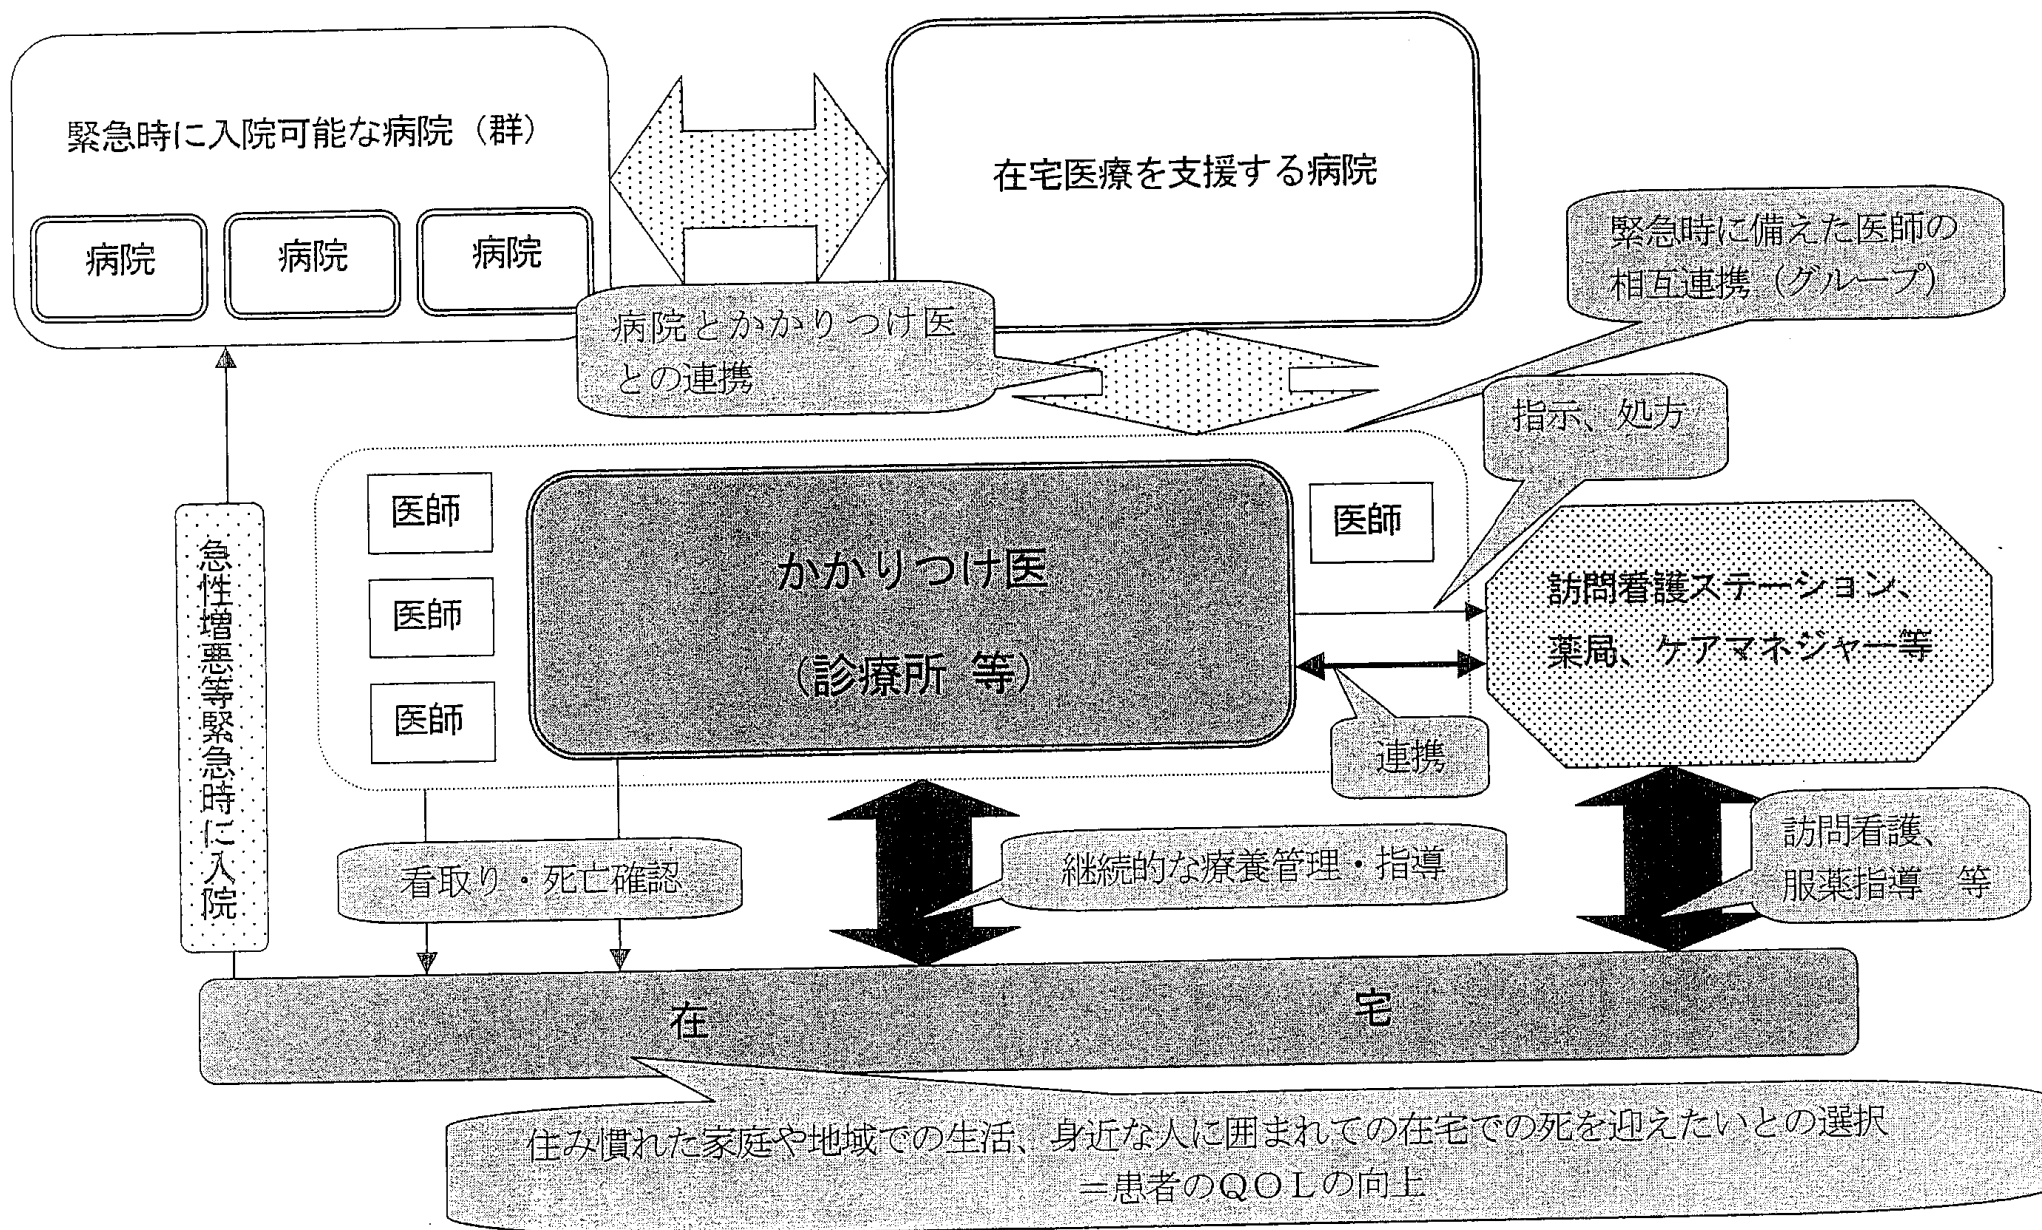 緊急時に入院可能な病院（群）
病院
病院
病院
在宅医療を支援する病院
緊急時に備えた医師の
相互連携（グループ）
病院とかかりつけ医
との連携
指示、処方
医師
医師
医師
かかりつけ医
（診療所 等）
医師
訪問看護ステーション、
薬局、ケアマネジャー等
連携
急性増悪等緊急時に入院
看取り・死亡確認
継続的な療養管理・指導
訪問看護、
服薬指導　等
在　宅
住み慣れた家庭や地域での生活、身近な人に囲まれての在宅での死を迎えたいとの選択
＝患者のＱＯＬの向上